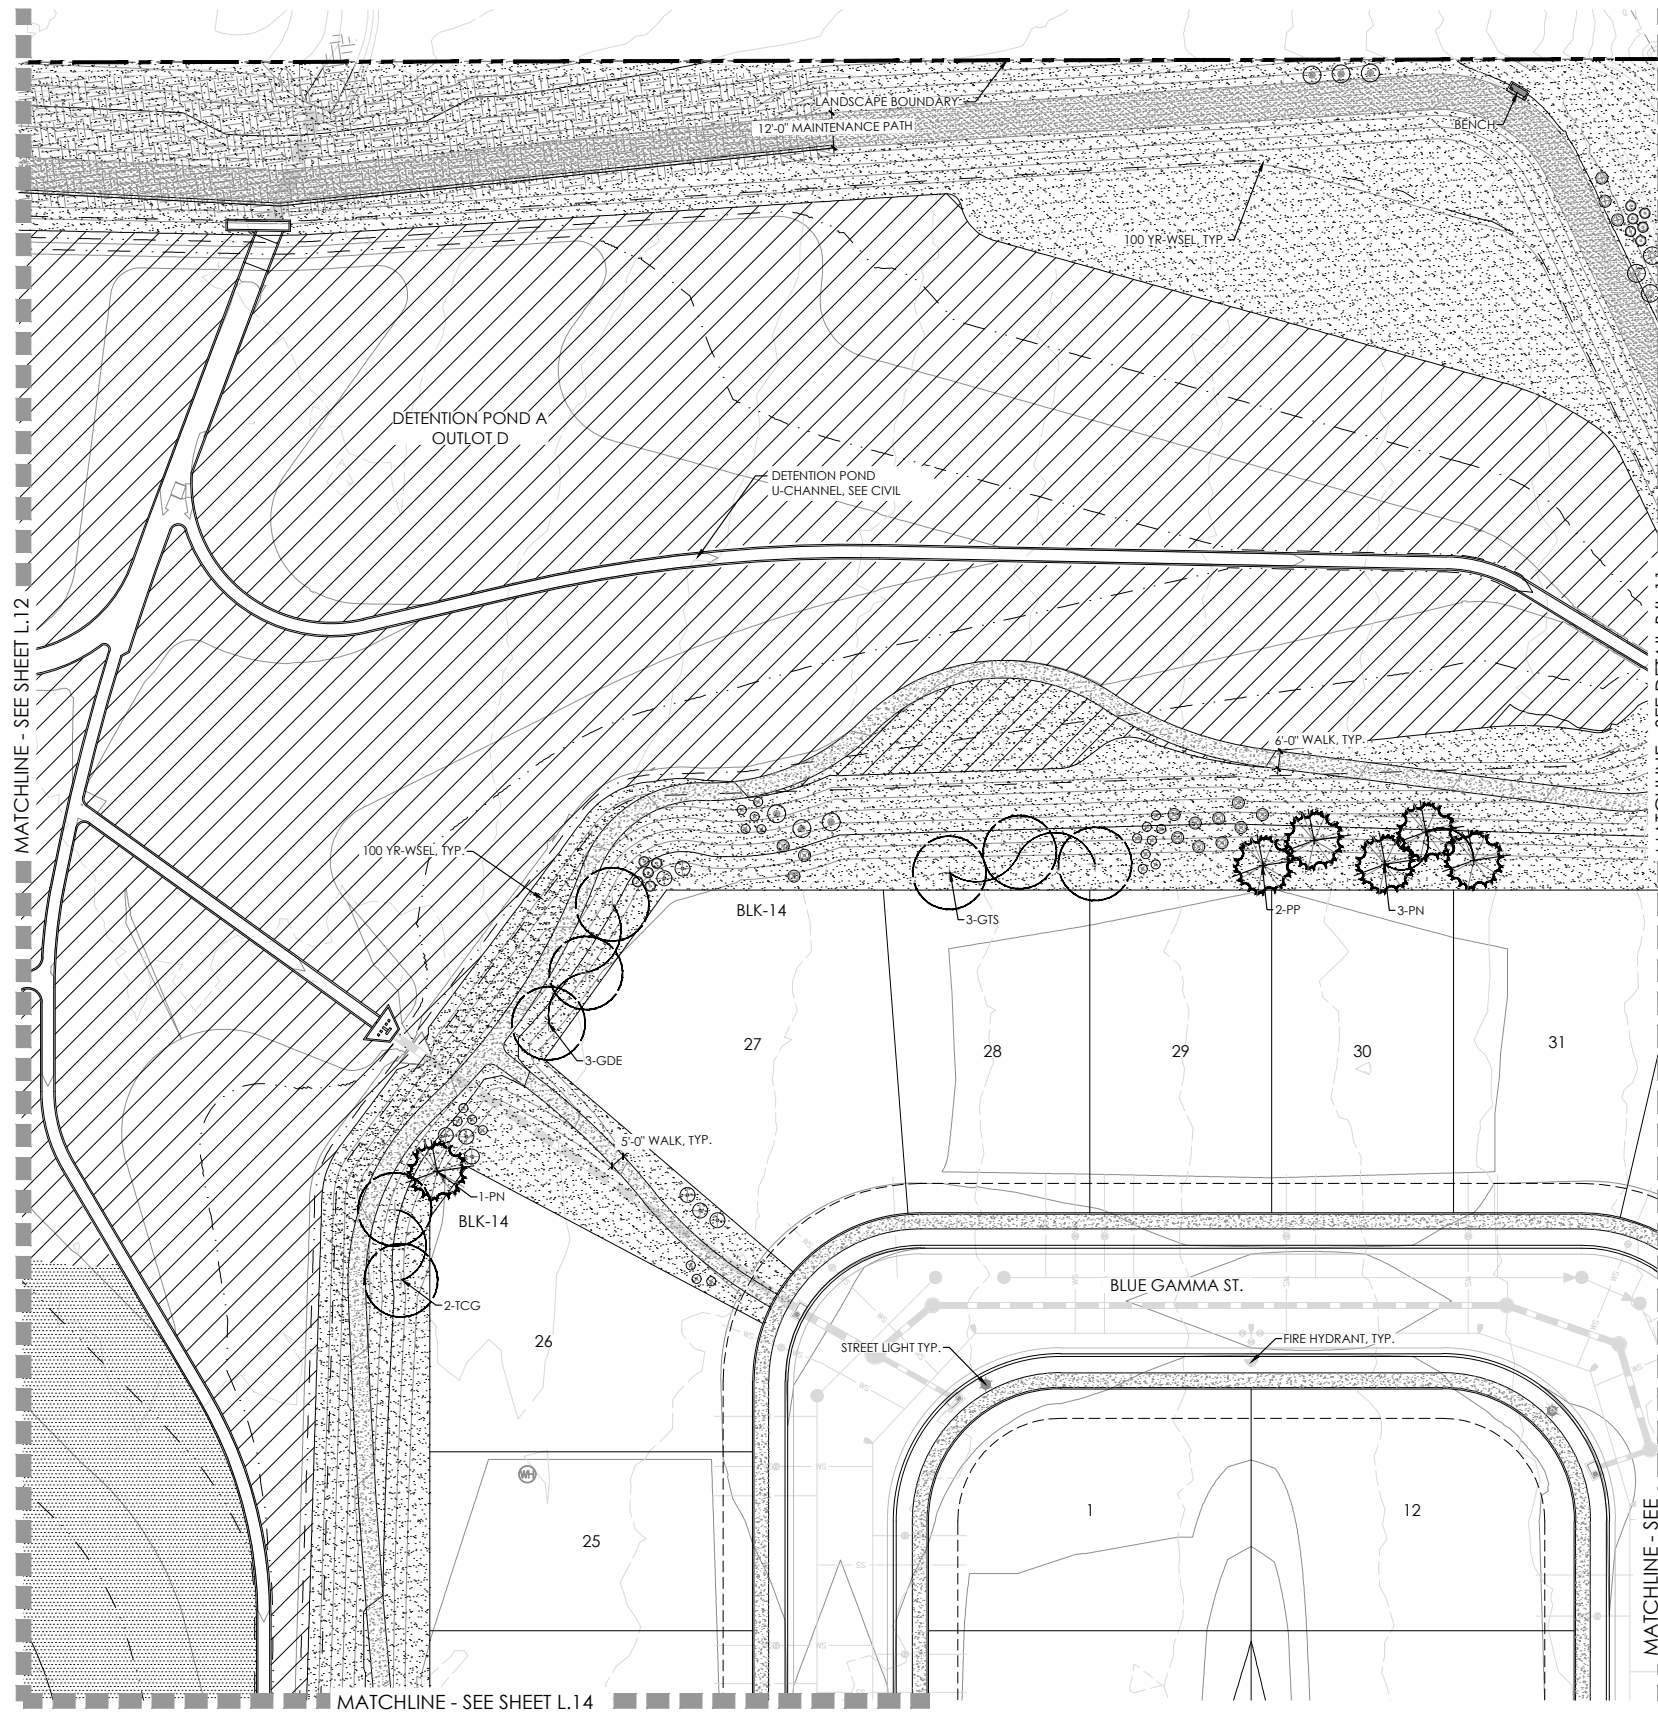 LANDSCAPE BOUNDARY
12'-0" MAINTENANCE PATH
BENCH
100 YR-WSEL, TYP.
DETENTION POND A
OUTLOT D
DETENTION POND
U-CHANNEL, SEE CIVIL
MATCHLINE - SEE SHEET L.12
6'-0" WALK, TYP.
100 YR-WSEL, TYP.
BLK-14
3-GTS
2-PP
3-PN
27
28
29
30
31
3-GDE
5'-0" WALK, TYP.
1-PN
BLK-14
2-TCG
BLUE GAMMA ST.
26
STREET LIGHT TYP.
FIRE HYDRANT, TYP.
WH
25
1
12
MATCHLINE - SEE
MATCHLINE - SEE SHEET L.14